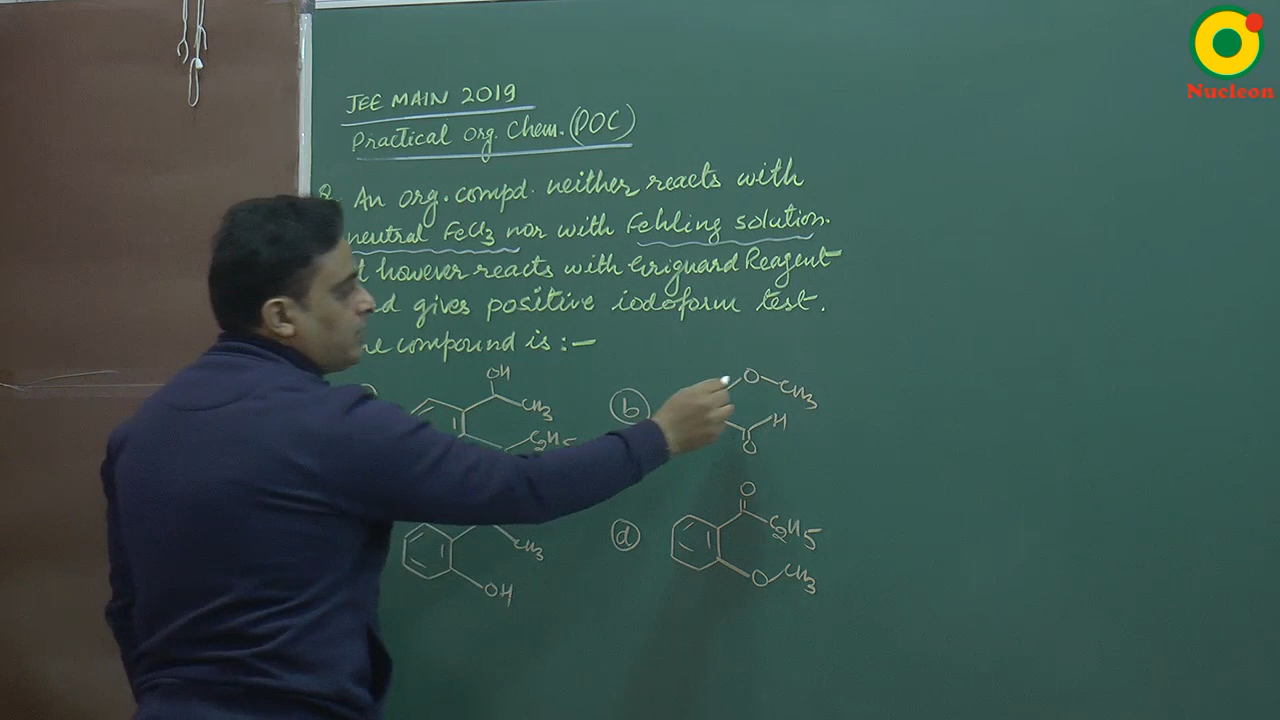 Nucleon
JEE MAIN 2019
Practical Org. Chem. (POC)
An org. compd. neither reacts with
neutral FeCl3 nor with Fehling solution.
however reacts with Griguard Reagent
gives positive iodoform test.
compound is :-
OH
CH3
C2H5
(b)
O CH3
H
O
CH3
OH
(d)
O
C2H5
O CH3